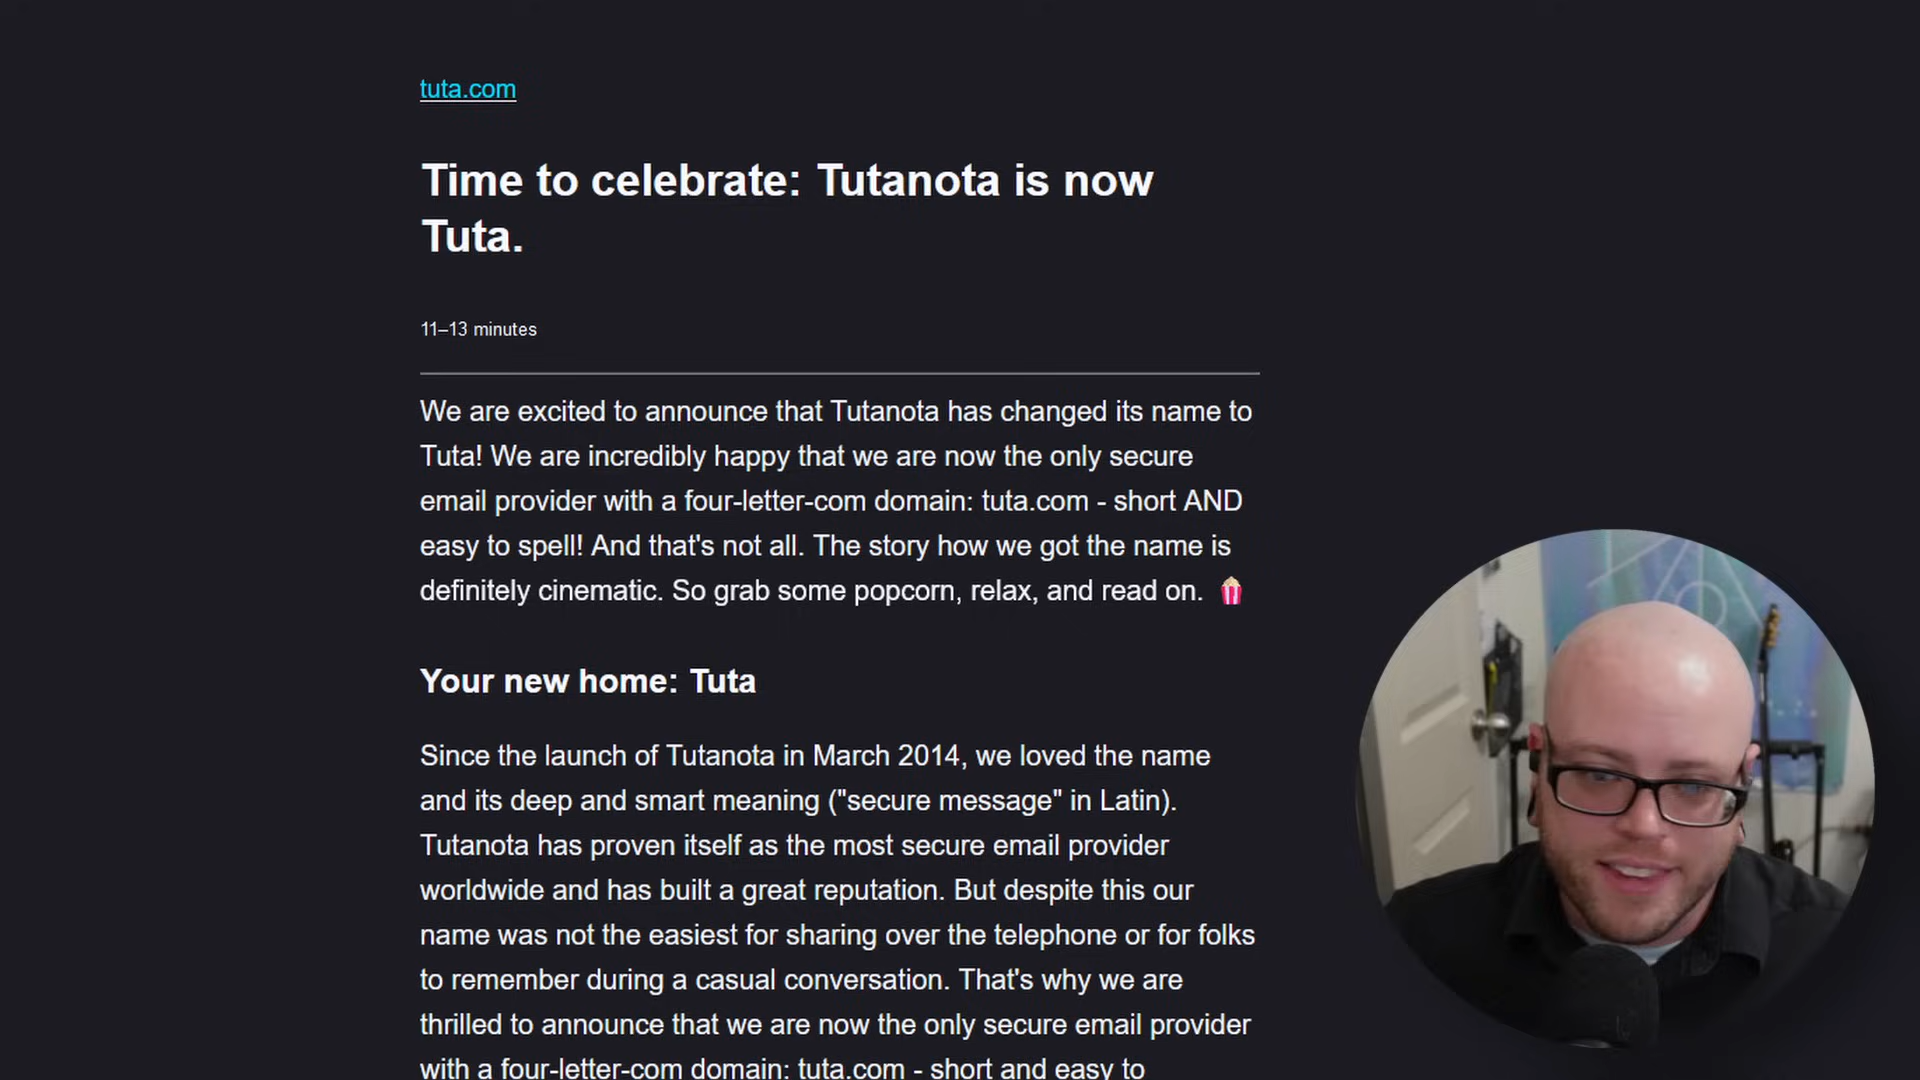 tuta.com
Time to celebrate: Tutanota is now
Tuta.
11–13 minutes
We are excited to announce that Tutanota has changed its name to
Tuta! We are incredibly happy that we are now the only secure
email provider with a four-letter-com domain: tuta.com - short AND
easy to spell! And that's not all. The story how we got the name is
definitely cinematic. So grab some popcorn, relax, and read on. 🍿
Your new home: Tuta
Since the launch of Tutanota in March 2014, we loved the name
and its deep and smart meaning ("secure message" in Latin).
Tutanota has proven itself as the most secure email provider
worldwide and has built a great reputation. But despite this our
name was not the easiest for sharing over the telephone or for folks
to remember during a casual conversation. That's why we are
thrilled to announce that we are now the only secure email provider
with a four-letter-com domain: tuta.com - short and easy to